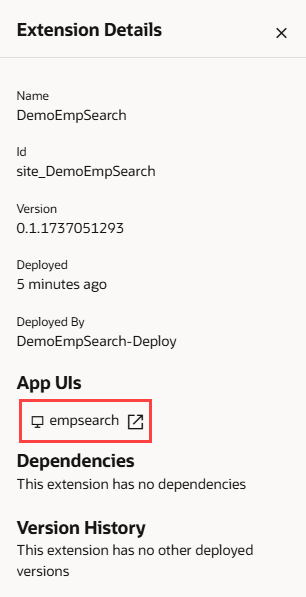 Extension Details
Name
DemoEmpSearch
Id
site_DemoEmpSearch
Version
0.1.1737051293
Deployed
5 minutes ago
Deployed By
DemoEmpSearch-Deploy
App UIs
empsearch
Dependencies
This extension has no dependencies
Version History
This extension has no other deployed
versions